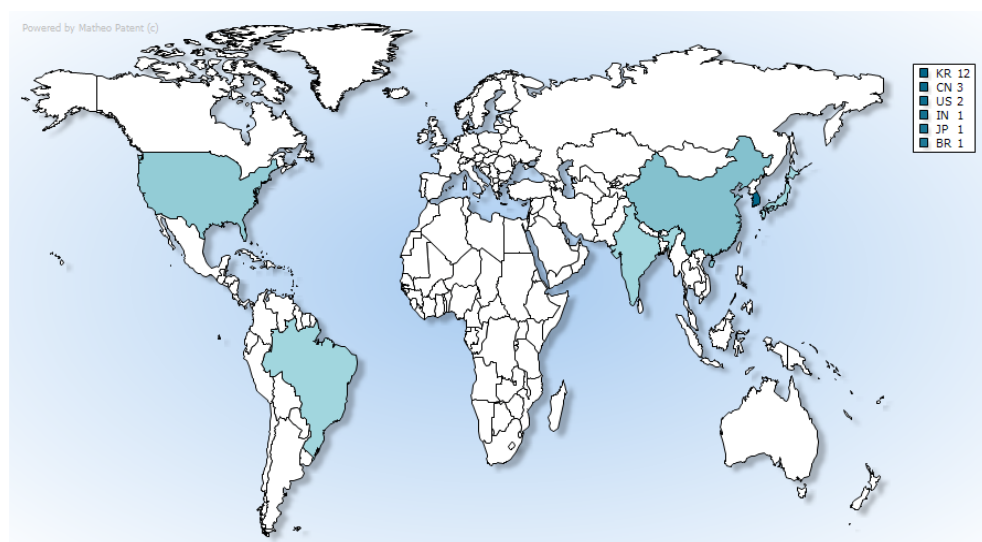 Powered by Matheo Patent (c)
KR 12
CN 3
US 2
IN 1
JP 1
BR 1